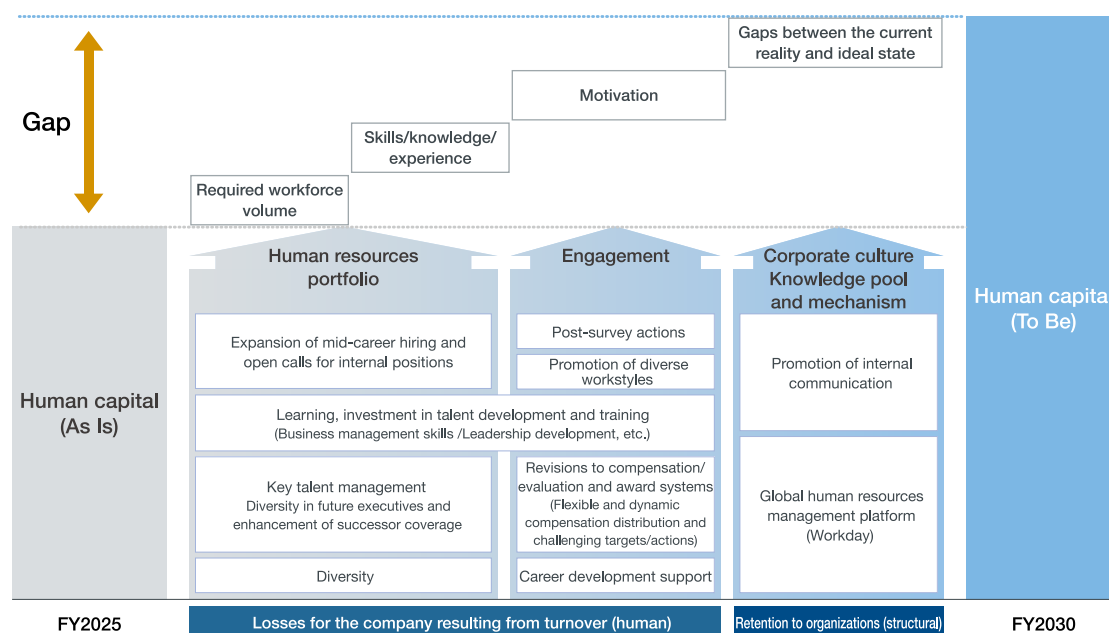 Gap
Gaps between the current
reality and ideal state
Motivation
Skills/knowledge/
experience
Required workforce
volume
Human capital
(As Is)
Human resources
portfolio
Expansion of mid-career hiring and
open calls for internal positions
Engagement
Post-survey actions
Promotion of diverse
workstyles
Learning, investment in talent development and training
(Business management skills /Leadership development, etc.)
Key talent management
Diversity in future executives and
enhancement of successor coverage
Diversity
Revisions to compensation/
evaluation and award systems
(Flexible and dynamic
compensation distribution and
challenging targets/actions)
Career development support
Corporate culture
Knowledge pool
and mechanism
Promotion of internal
communication
Global human resources
management platform
(Workday)
Human capital
(To Be)
FY2025
Losses for the company resulting from turnover (human)
Retention to organizations (structural)
FY2030